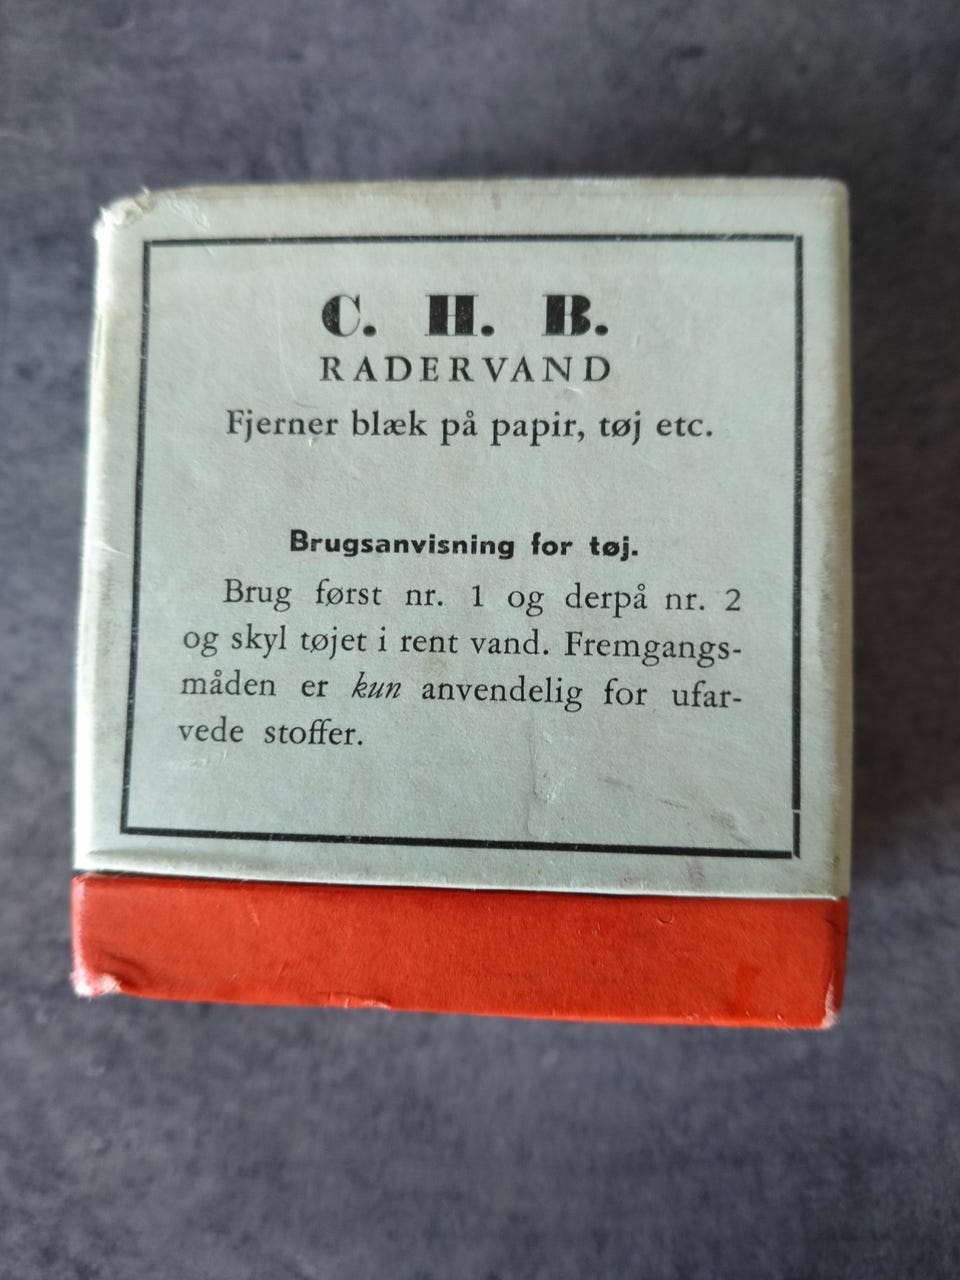 C. H. B.
RADERVAND
Fjerner blæk på papir, tøj etc.
Brugsanvisning for tøj.
Brug først nr. 1 og derpå nr. 2
og skyl tøjet i rent vand. Fremgangs-
måden er kun anvendelig for ufar-
vede stoffer.